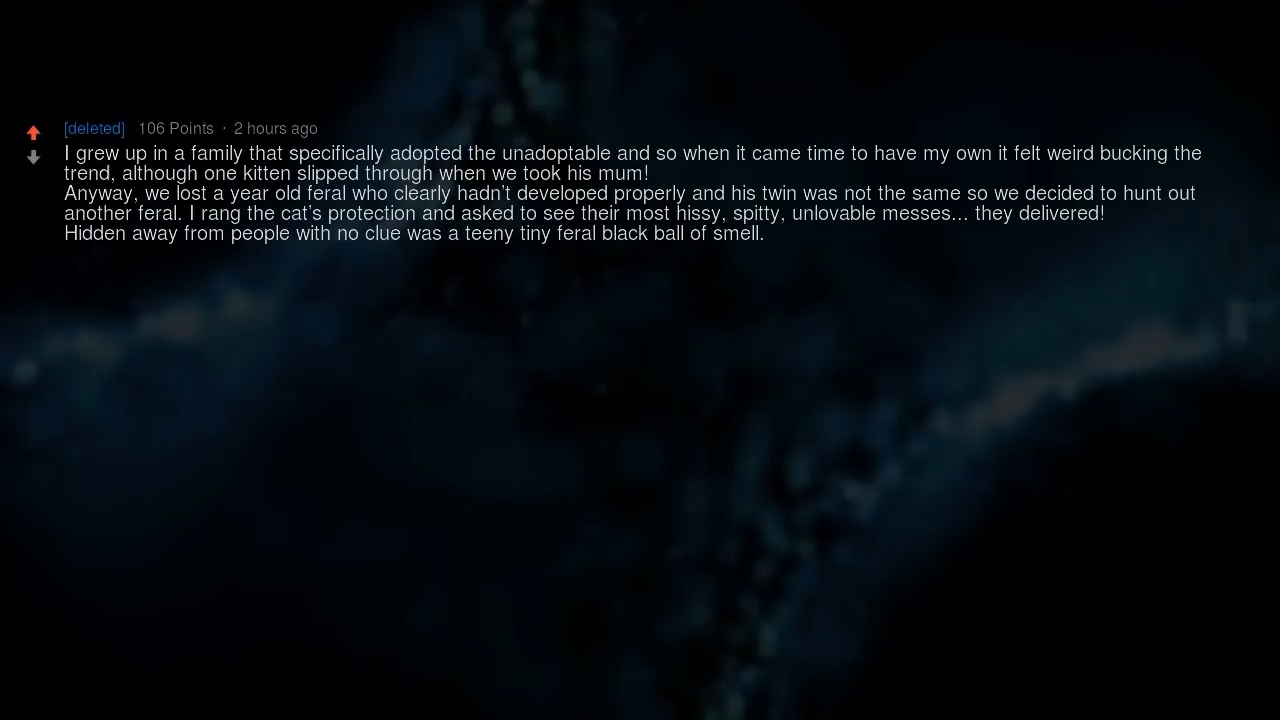 [deleted] 106 Points · 2 hours ago
I grew up in a family that specifically adopted the unadoptable and so when it came time to have my own it felt weird bucking the
trend, although one kitten slipped through when we took his mum!
Anyway, we lost a year old feral who clearly hadn't developed properly and his twin was not the same so we decided to hunt out
another feral. I rang the cat's protection and asked to see their most hissy, spitty, unlovable messes... they delivered!
Hidden away from people with no clue was a teeny tiny feral black ball of smell.